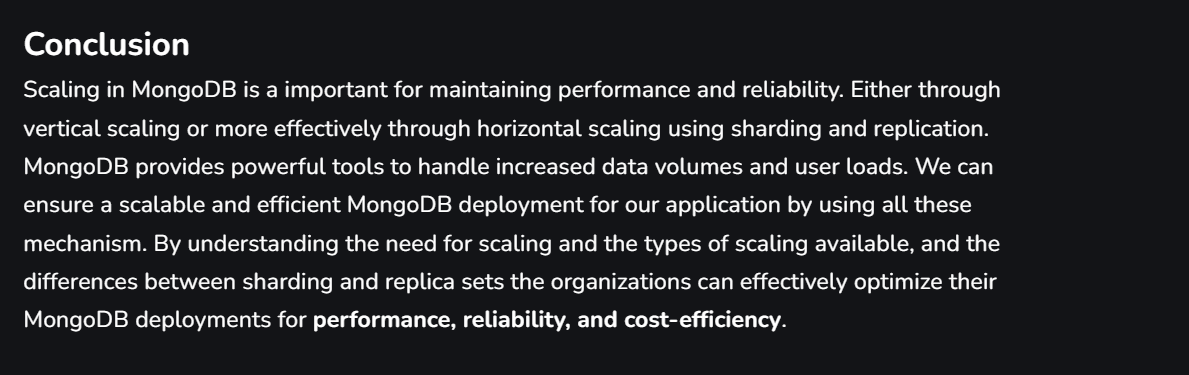 Conclusion
Scaling in MongoDB is a important for maintaining performance and reliability. Either through
vertical scaling or more effectively through horizontal scaling using sharding and replication.
MongoDB provides powerful tools to handle increased data volumes and user loads. We can
ensure a scalable and efficient MongoDB deployment for our application by using all these
mechanism. By understanding the need for scaling and the types of scaling available, and the
differences between sharding and replica sets the organizations can effectively optimize their
MongoDB deployments for performance, reliability, and cost-efficiency.